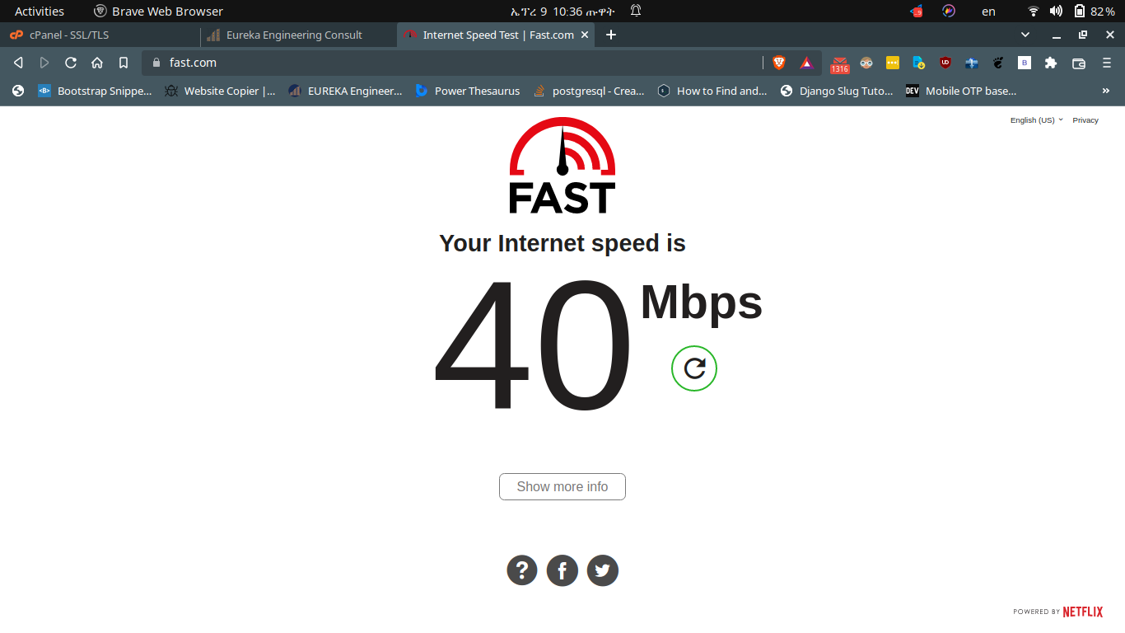 Activities Brave Web Browser ኤፕሪ 9 10:36 ጡዋት en 82 %
cPanel - SSL/TLS Eureka Engineering Consult Internet Speed Test | Fast.com
fast.com 1316
Bootstrap Snippe... Website Copier |... EUREKA Engineer... Power Thesaurus postgresql - Crea... How to Find and... Django Slug Tuto... DEV Mobile OTP base... »
English (US) Privacy
FAST
Your Internet speed is
40 Mbps
Show more info
POWERED BY NETFLIX